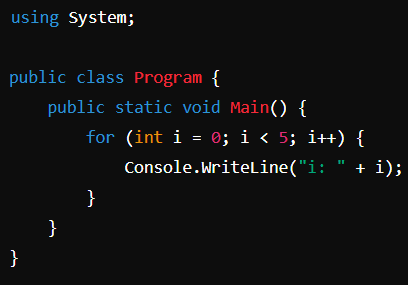 using System;

public class Program {
    public static void Main() {
        for (int i = 0; i < 5; i++) {
            Console.WriteLine("i: " + i);
        }
    }
}